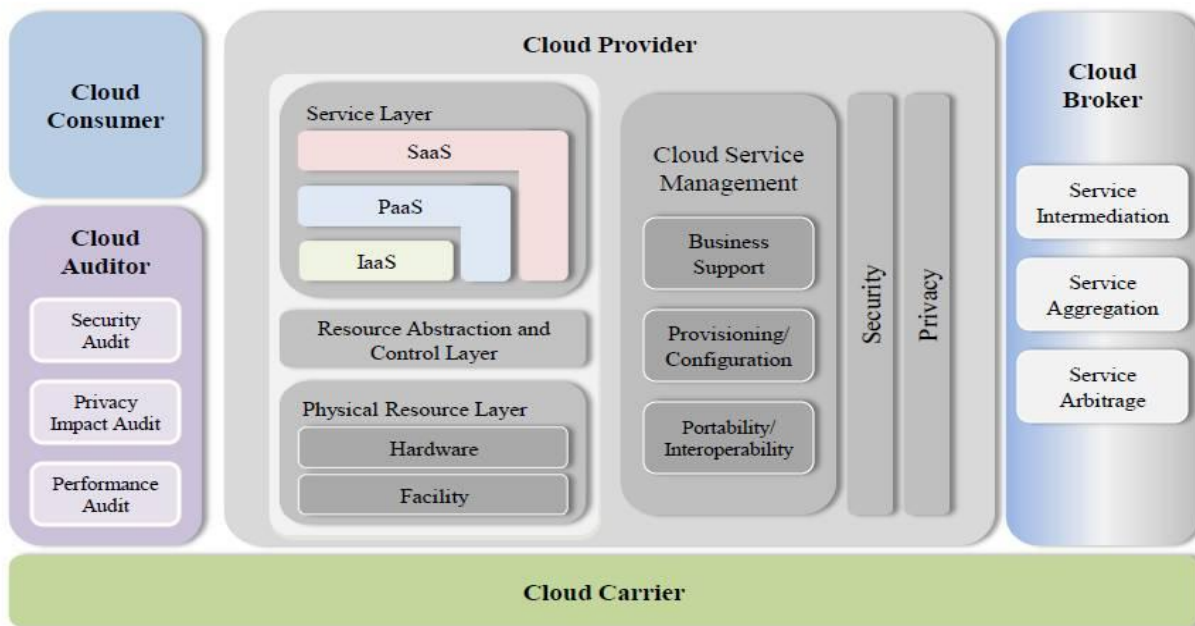 Cloud
Consumer
Cloud
Auditor
Security
Audit
Privacy
Impact Audit
Performance
Audit
Cloud Provider
Service Layer
SaaS
PaaS
IaaS
Resource Abstraction and
Control Layer
Physical Resource Layer
Hardware
Facility
Cloud Service
Management
Business
Support
Provisioning/
Configuration
Portability/
Interoperability
Security
Privacy
Cloud
Broker
Service
Intermediation
Service
Aggregation
Service
Arbitrage
Cloud Carrier